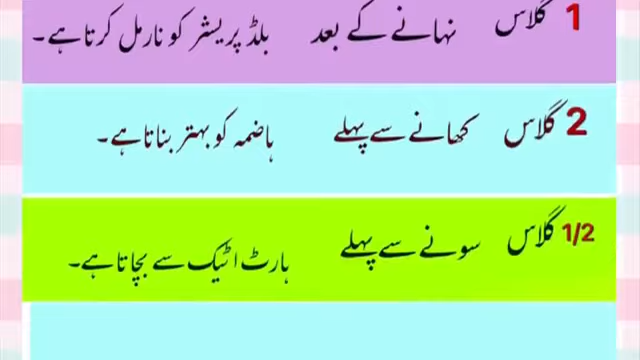 1 گلاس نہانے کے بعد بلڈ پریشر کو نارمل کرتا ہے۔
2 گلاس کھانے سے پہلے ہاضمہ کو بہتر بناتا ہے۔
1/2 گلاس سونے سے پہلے ہارٹ اٹیک سے بچاتا ہے۔